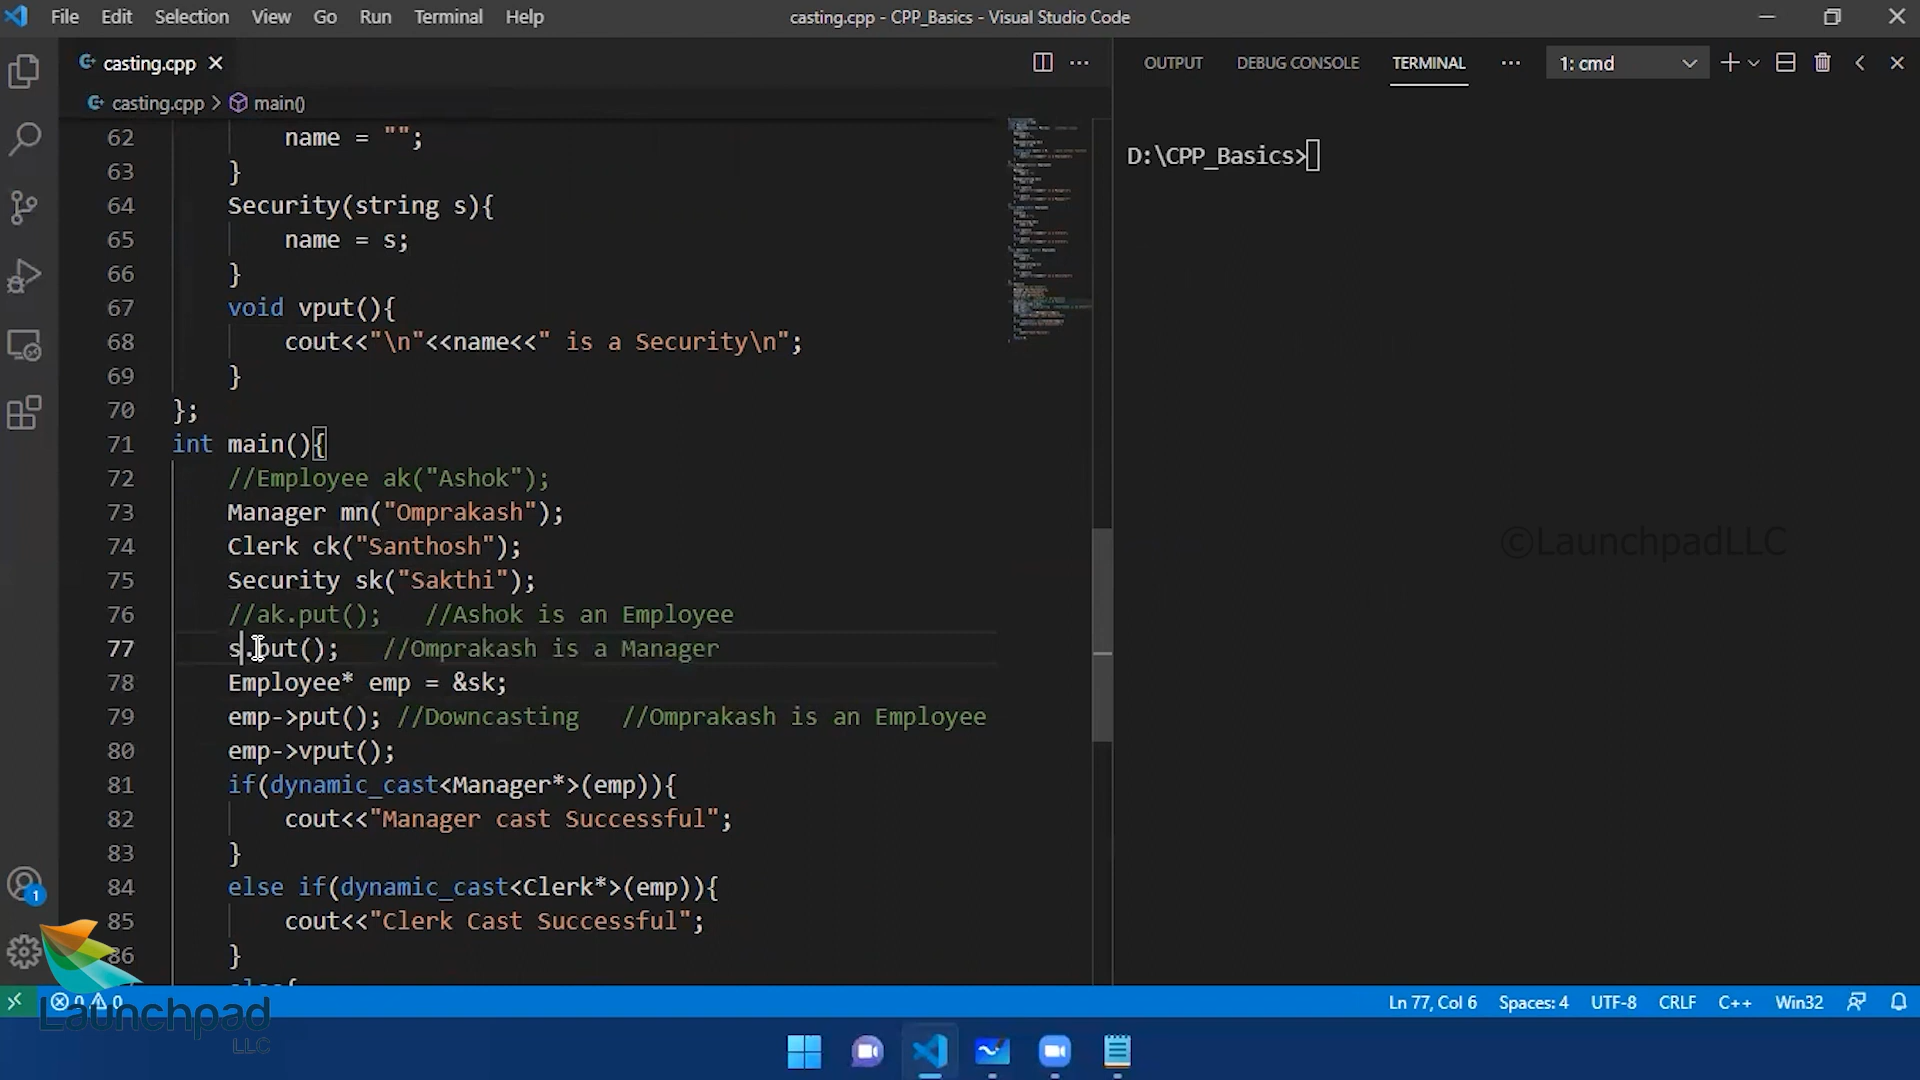 File Edit Selection View Go Run Terminal Help
casting.cpp - CPP_Basics - Visual Studio Code
casting.cpp
casting.cpp > main()
62 name = "";
63 }
64 Security(string s){
65 name = s;
66 }
67 void vput(){
68 cout<<"\n"<<name<<" is a Security\n";
69 }
70 };
71 int main(){
72 //Employee ak("Ashok");
73 Manager mn("Omprakash");
74 Clerk ck("Santhosh");
75 Security sk("Sakthi");
76 //ak.put(); //Ashok is an Employee
77 s.put(); //Omprakash is a Manager
78 Employee* emp = &sk;
79 emp->put(); //Downcasting //Omprakash is an Employee
80 emp->vput();
81 if(dynamic_cast<Manager*>(emp)){
82 cout<<"Manager cast Successful";
83 }
84 else if(dynamic_cast<Clerk*>(emp)){
85 cout<<"Clerk Cast Successful";
86 }
else{
OUTPUT DEBUG CONSOLE TERMINAL ··· 1: cmd
D:\CPP_Basics>
©LaunchpadLLC
1
0 0
Ln 77, Col 6 Spaces: 4 UTF-8 CRLF C++ Win32
Launchpad
LLC